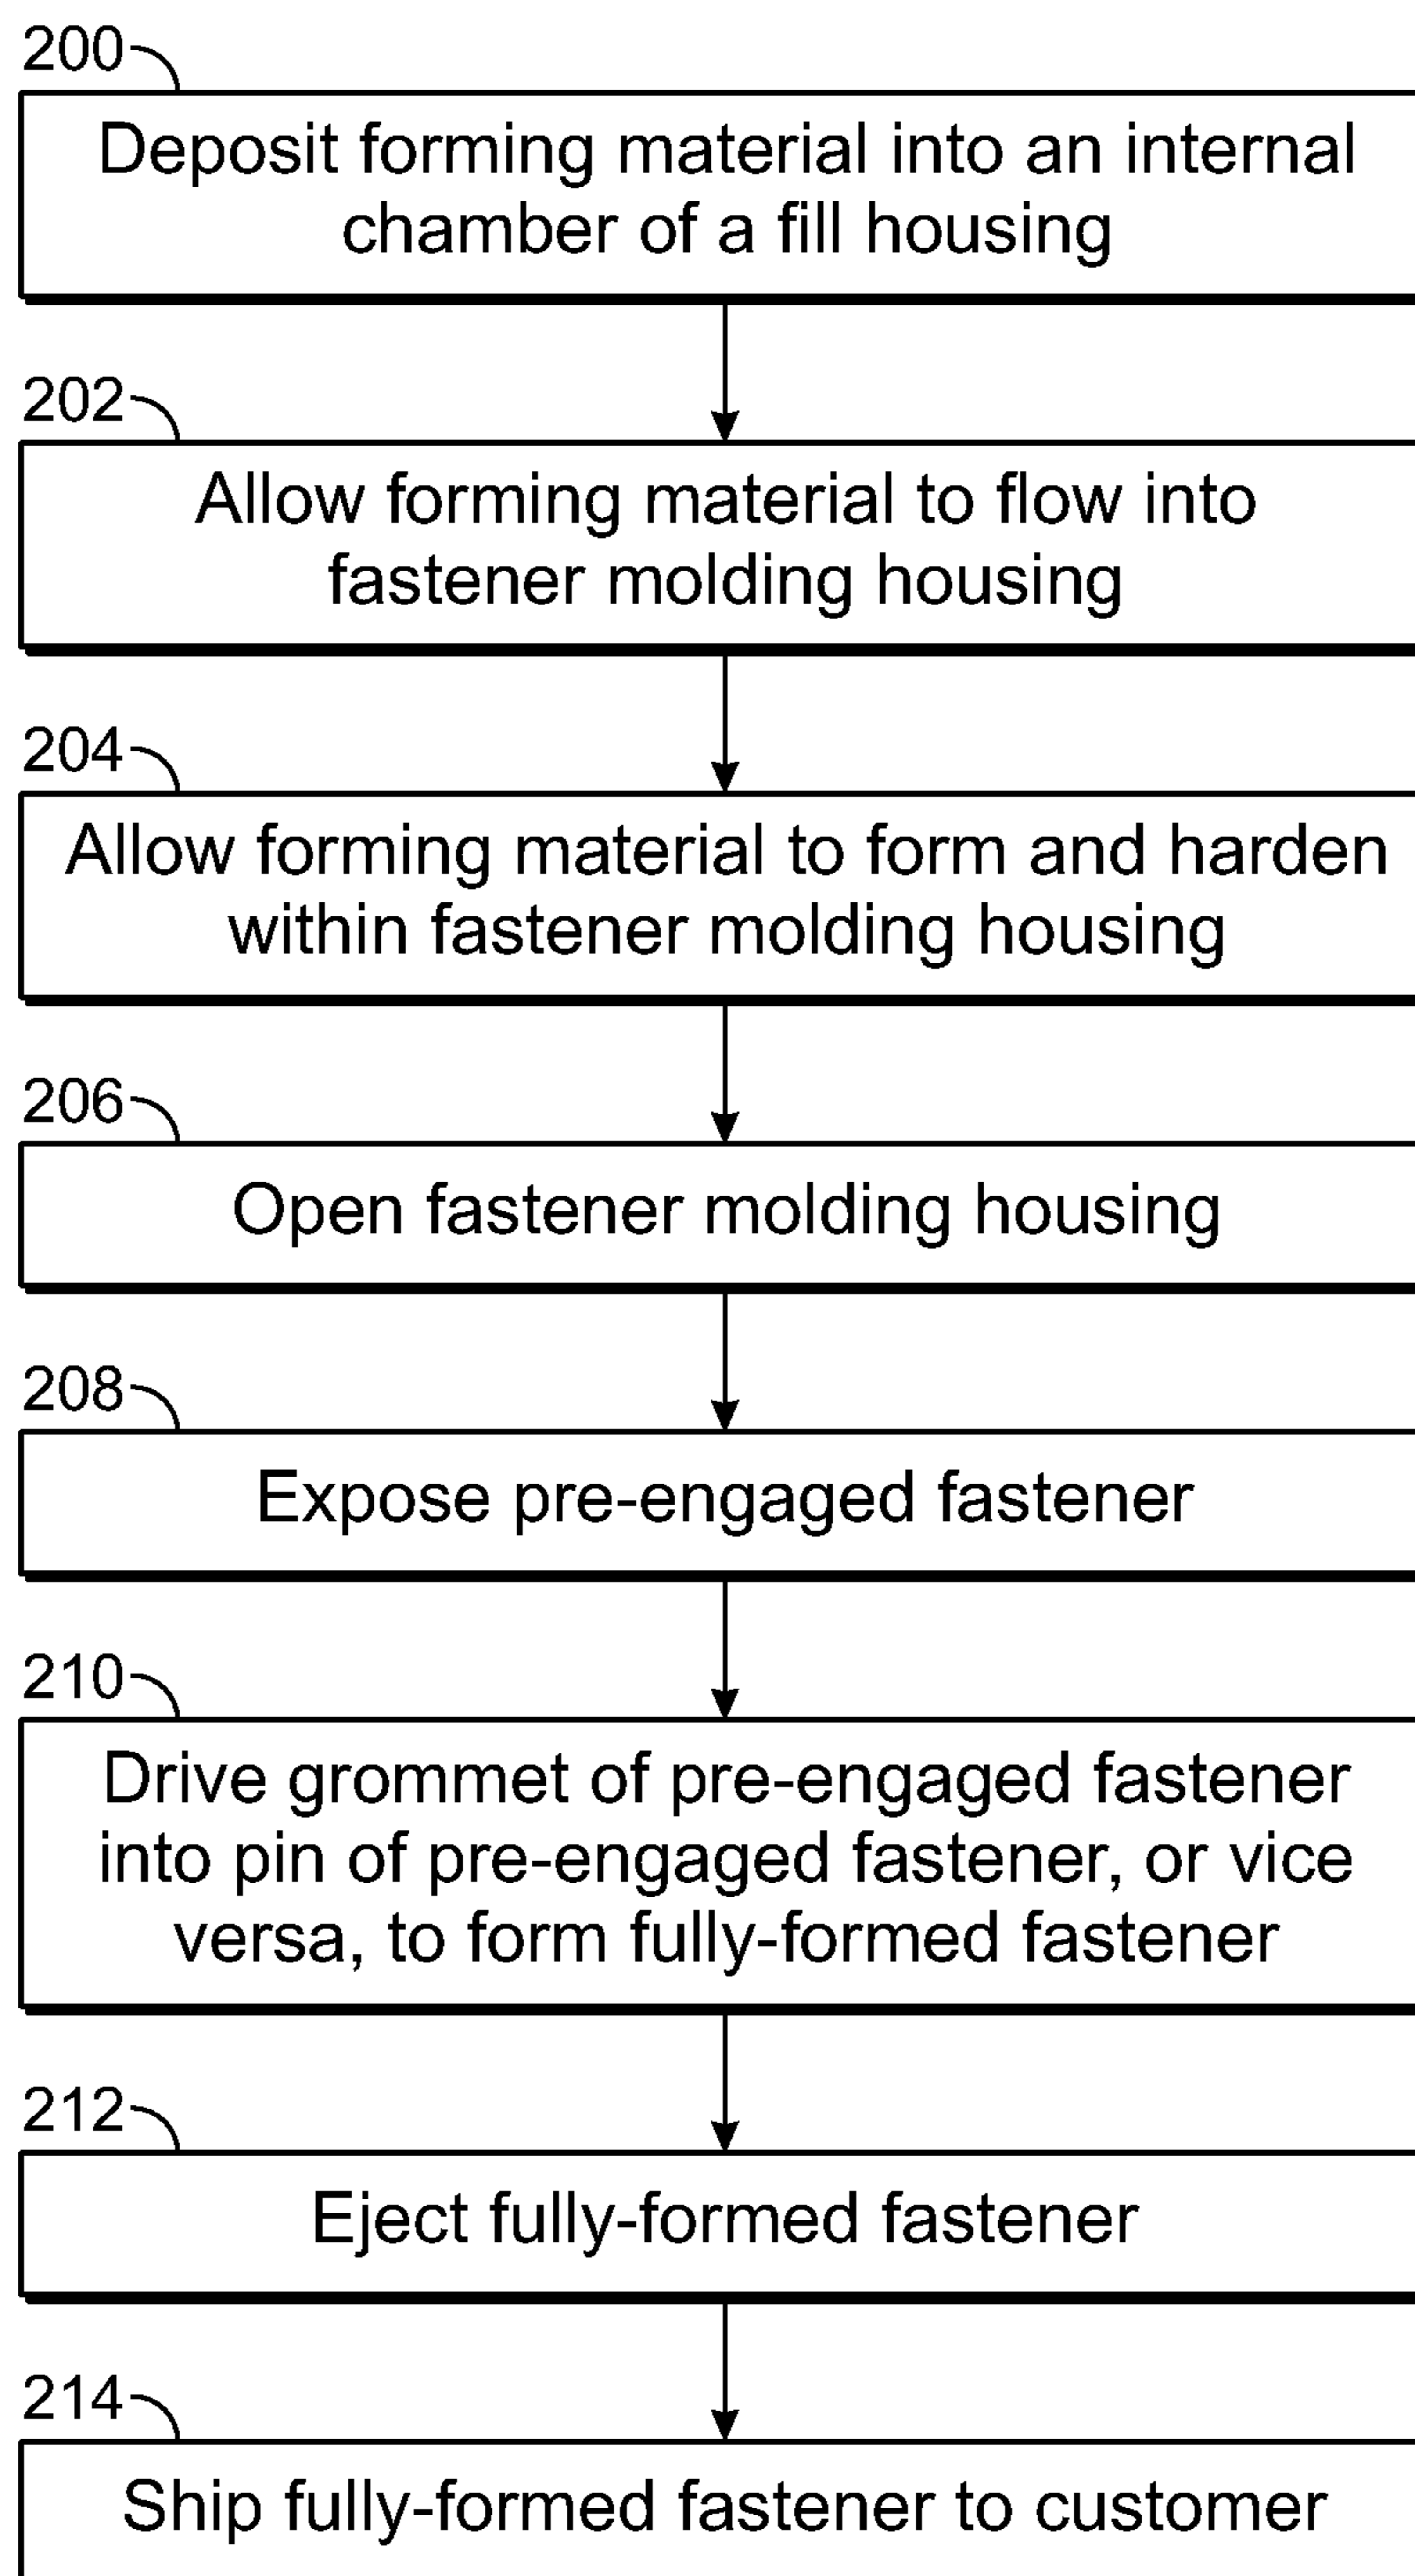 200
Deposit forming material into an internal
chamber of a fill housing
202
Allow forming material to flow into
fastener molding housing
204
Allow forming material to form and harden
within fastener molding housing
206
Open fastener molding housing
208
Expose pre-engaged fastener
210
Drive grommet of pre-engaged fastener
into pin of pre-engaged fastener, or vice
versa, to form fully-formed fastener
212
Eject fully-formed fastener
214
Ship fully-formed fastener to customer